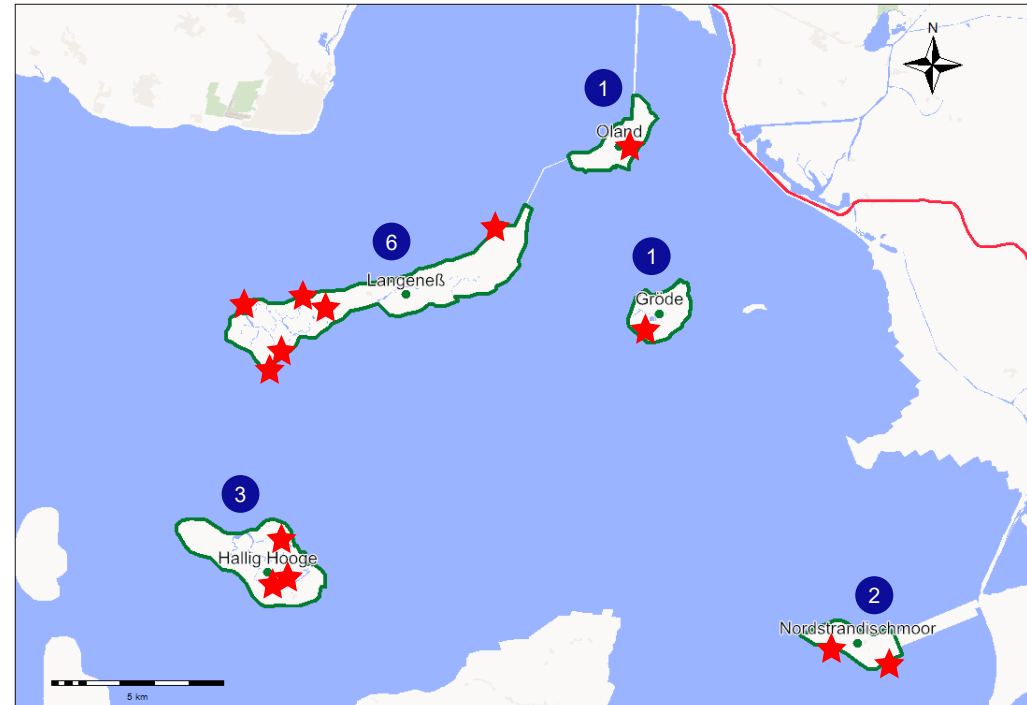 N
1
Oland
6
Langeneß
1
Gröde
3
Hallig Hooge
2
Nordstrandischmoor
5 km